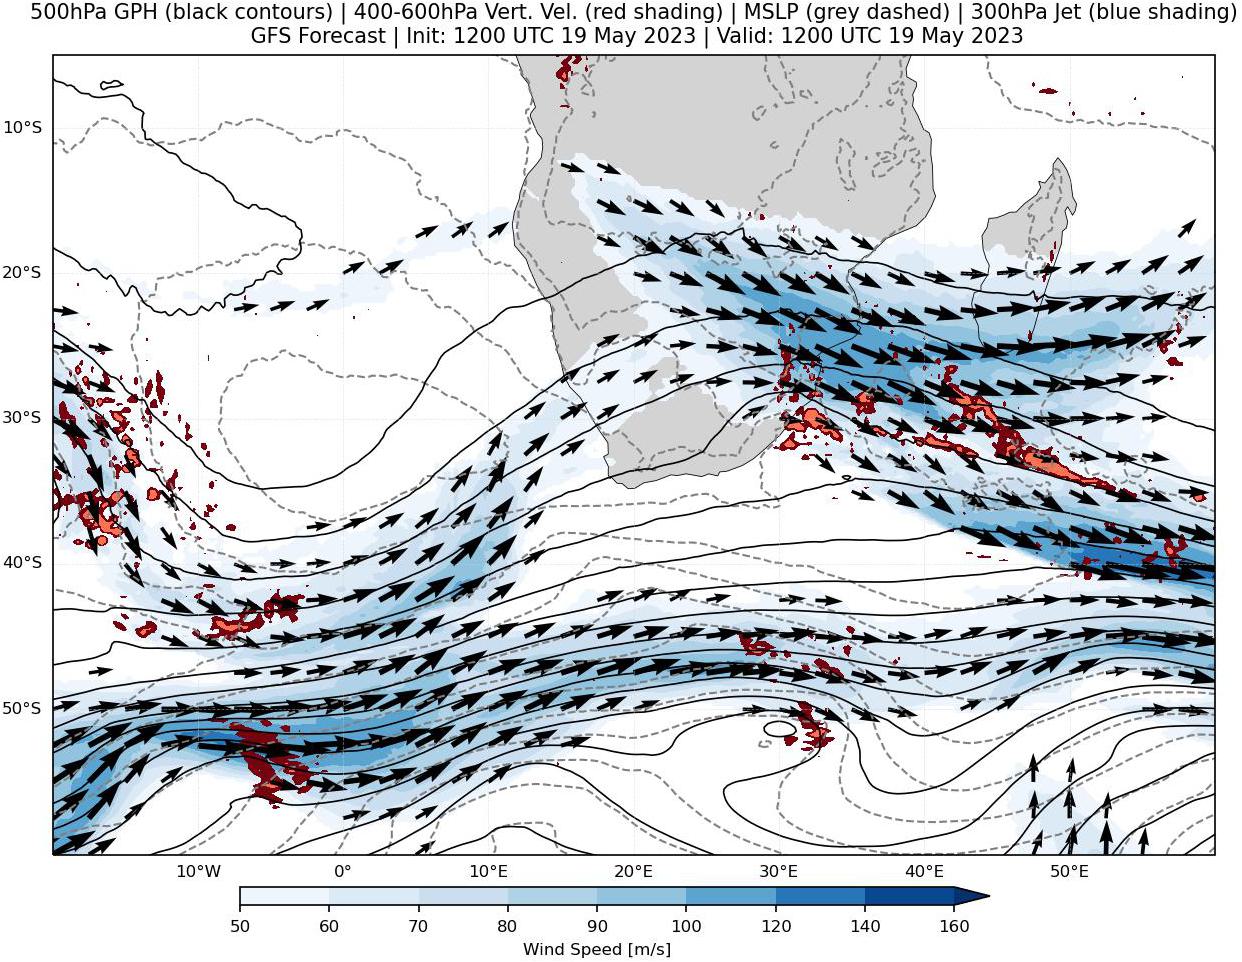 500hPa GPH (black contours) | 400-600hPa Vert. Vel. (red shading) | MSLP (grey dashed) | 300hPa Jet (blue shading)
GFS Forecast | Init: 1200 UTC 19 May 2023 | Valid: 1200 UTC 19 May 2023
10°S
20°S
30°S
40°S
50°S
10°W 0° 10°E 20°E 30°E 40°E 50°E
50 60 70 80 90 100 120 140 160
Wind Speed [m/s]